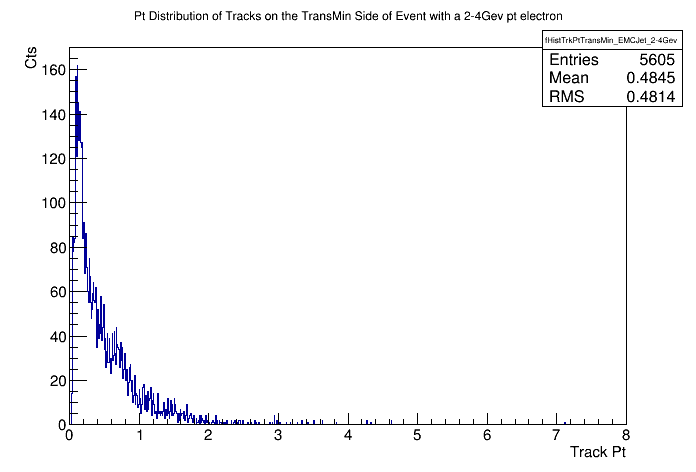 Pt Distribution of Tracks on the TransMin Side of Event with a 2-4Gev pt electron
fHistTrkPtTransMin_EMCJet_2-4Gev
Entries 5605
Mean 0.4845
RMS 0.4814
Cts
160
140
120
100
80
60
40
20
0
0 1 2 3 4 5 6 7 8
Track Pt